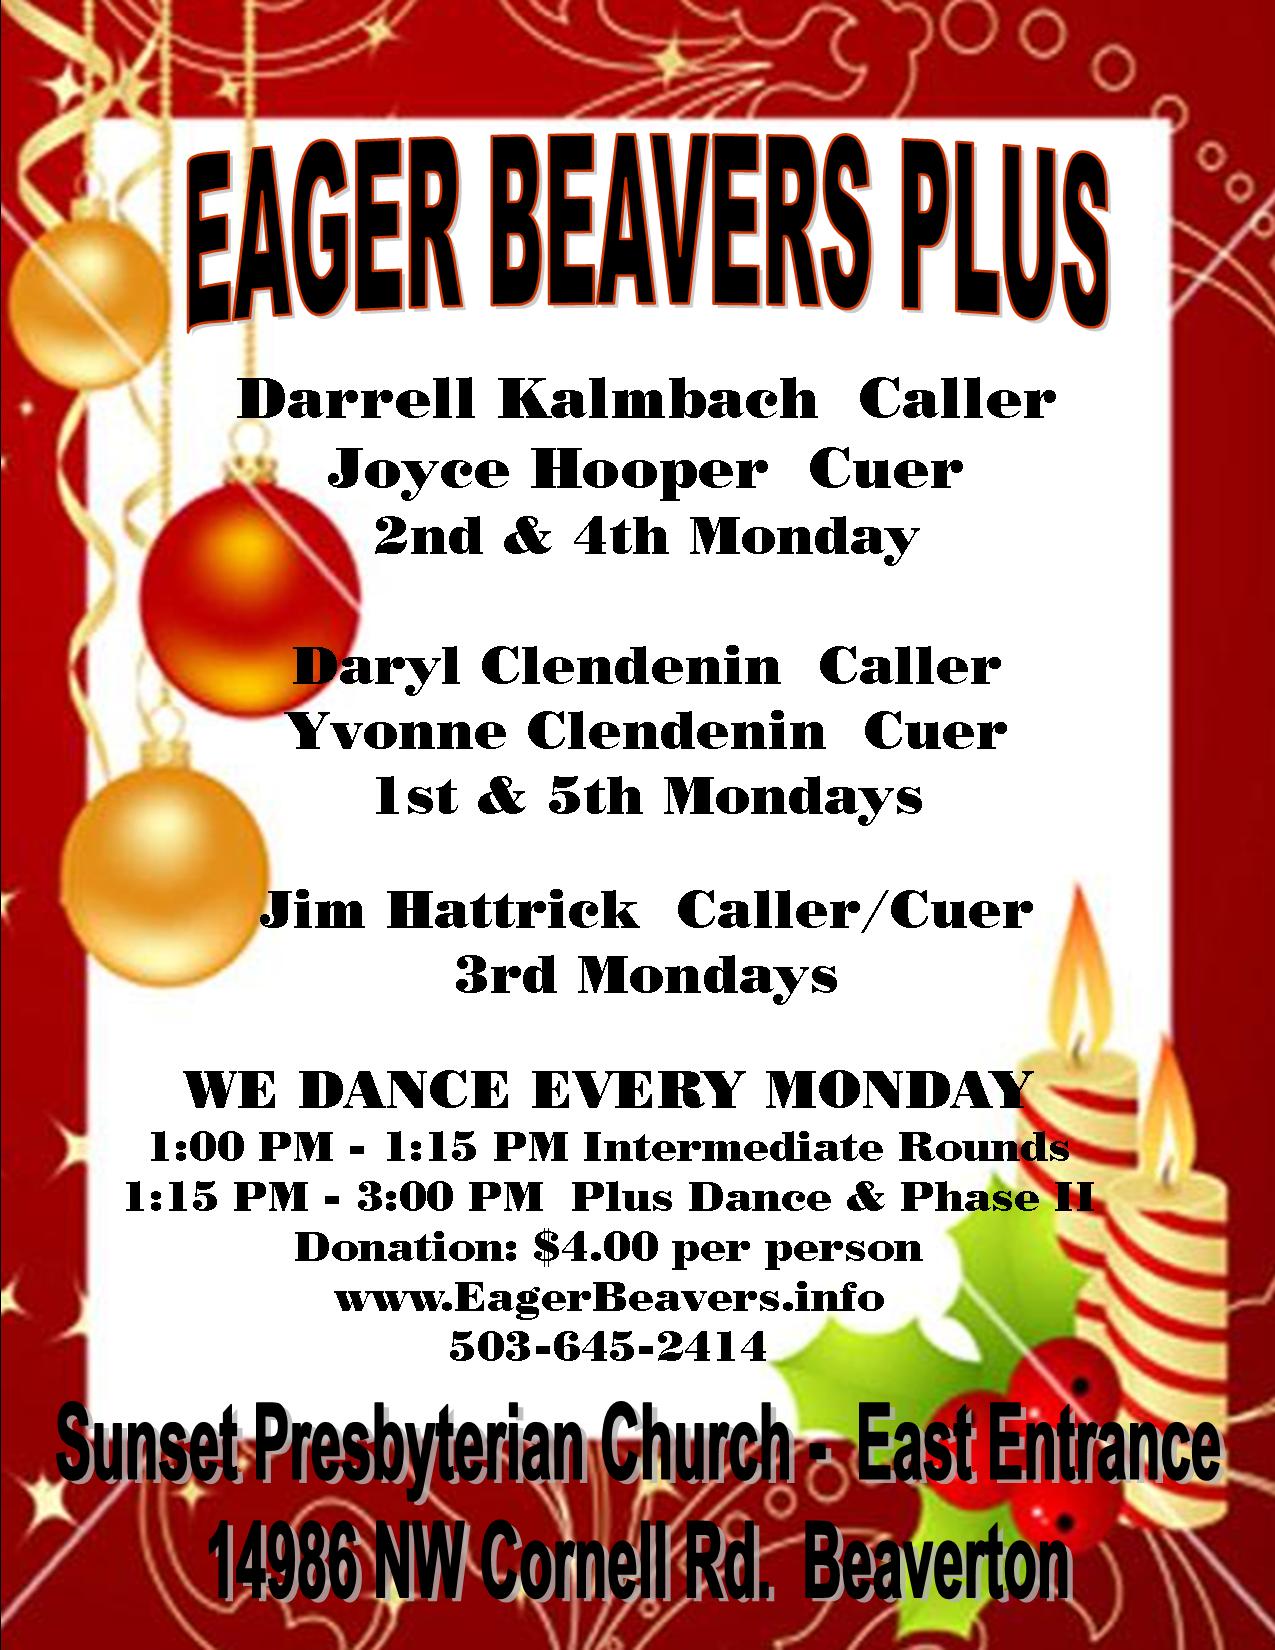 EAGER BEAVERS PLUS
Darrell Kalmbach  Caller
Joyce Hooper  Cuer
2nd & 4th Monday
Daryl Clendenin  Caller
Yvonne Clendenin  Cuer
1st & 5th Mondays
Jim Hattrick  Caller/Cuer
3rd Mondays
WE DANCE EVERY MONDAY
1:00 PM - 1:15 PM Intermediate Rounds
1:15 PM - 3:00 PM  Plus Dance & Phase II
Donation: $4.00 per person
www.EagerBeavers.info
503-645-2414
Sunset Presbyterian Church -  East Entrance
14986 NW Cornell Rd.  Beaverton